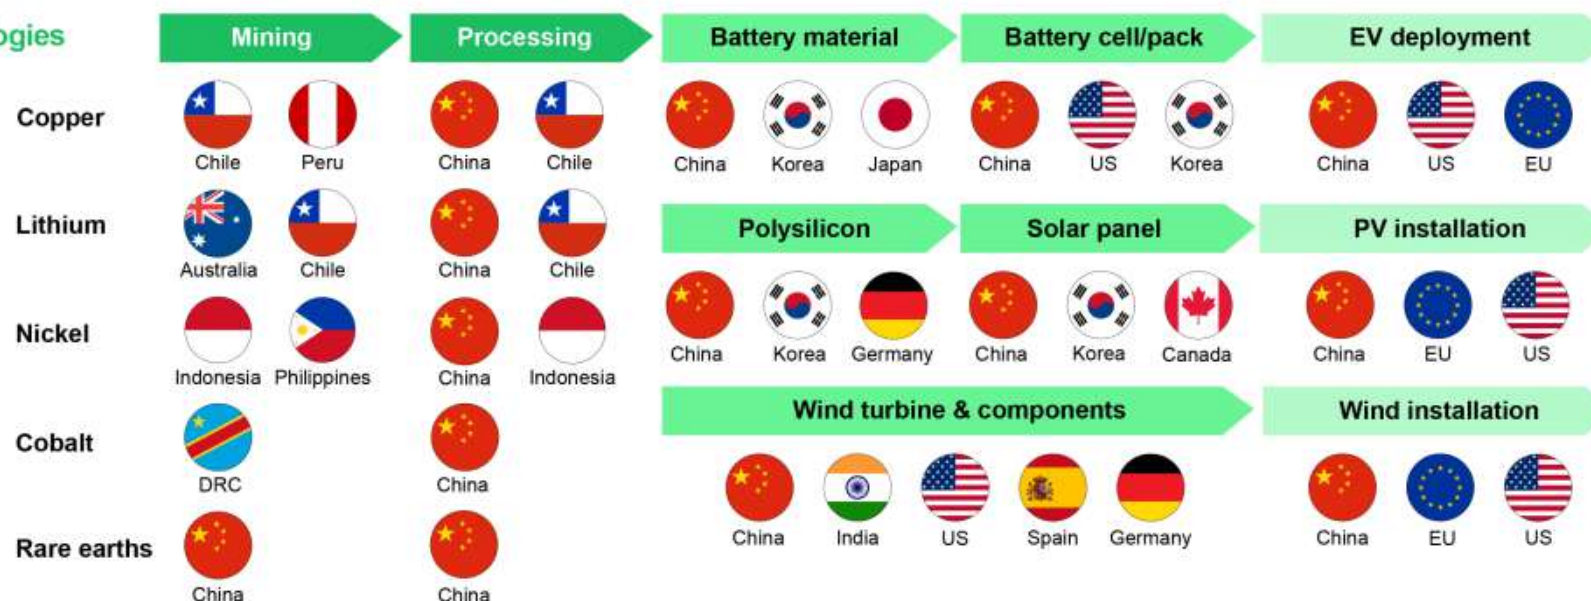 ogies
Mining Processing Battery material Battery cell/pack EV deployment
Copper
Chile Peru China Chile China Korea Japan China US Korea China US EU
Lithium
Polysilicon Solar panel PV installation
Australia Chile China Chile
Nickel
China Korea Germany China Korea Canada China EU US
Indonesia Philippines China Indonesia
Wind turbine & components Wind installation
Cobalt
DRC China
China India US Spain Germany China EU US
Rare earths
China China